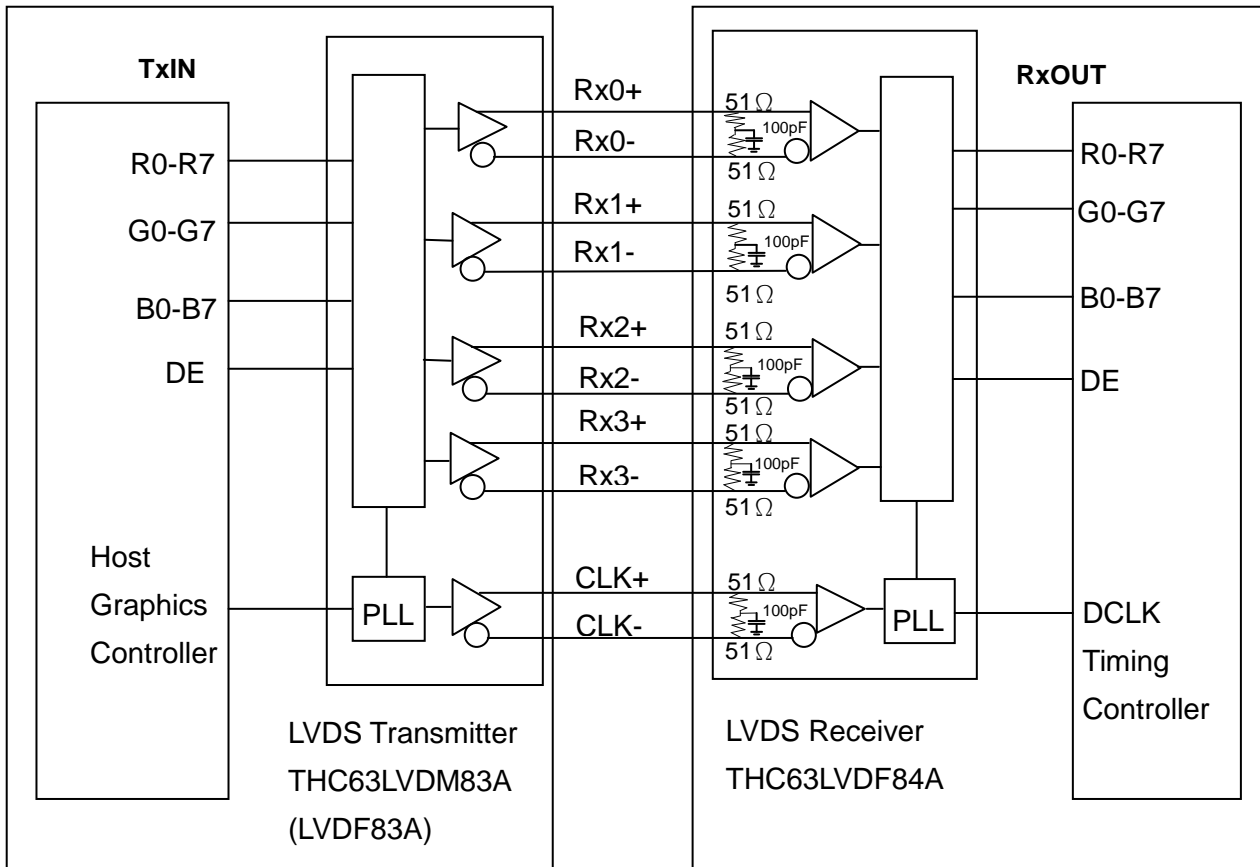 TxIN
RxOUT
R0-R7
G0-G7
B0-B7
DE
Host
Graphics
Controller
PLL
Rx0+
Rx0-
Rx1+
Rx1-
Rx2+
Rx2-
Rx3+
Rx3-
CLK+
CLK-
51Ω
100pF
51Ω
51Ω
100pF
51Ω
51Ω
100pF
51Ω
51Ω
100pF
51Ω
51Ω
100pF
51Ω
PLL
R0-R7
G0-G7
B0-B7
DE
DCLK
Timing
Controller
LVDS Transmitter
THC63LVDM83A
(LVDF83A)
LVDS Receiver
THC63LVDF84A